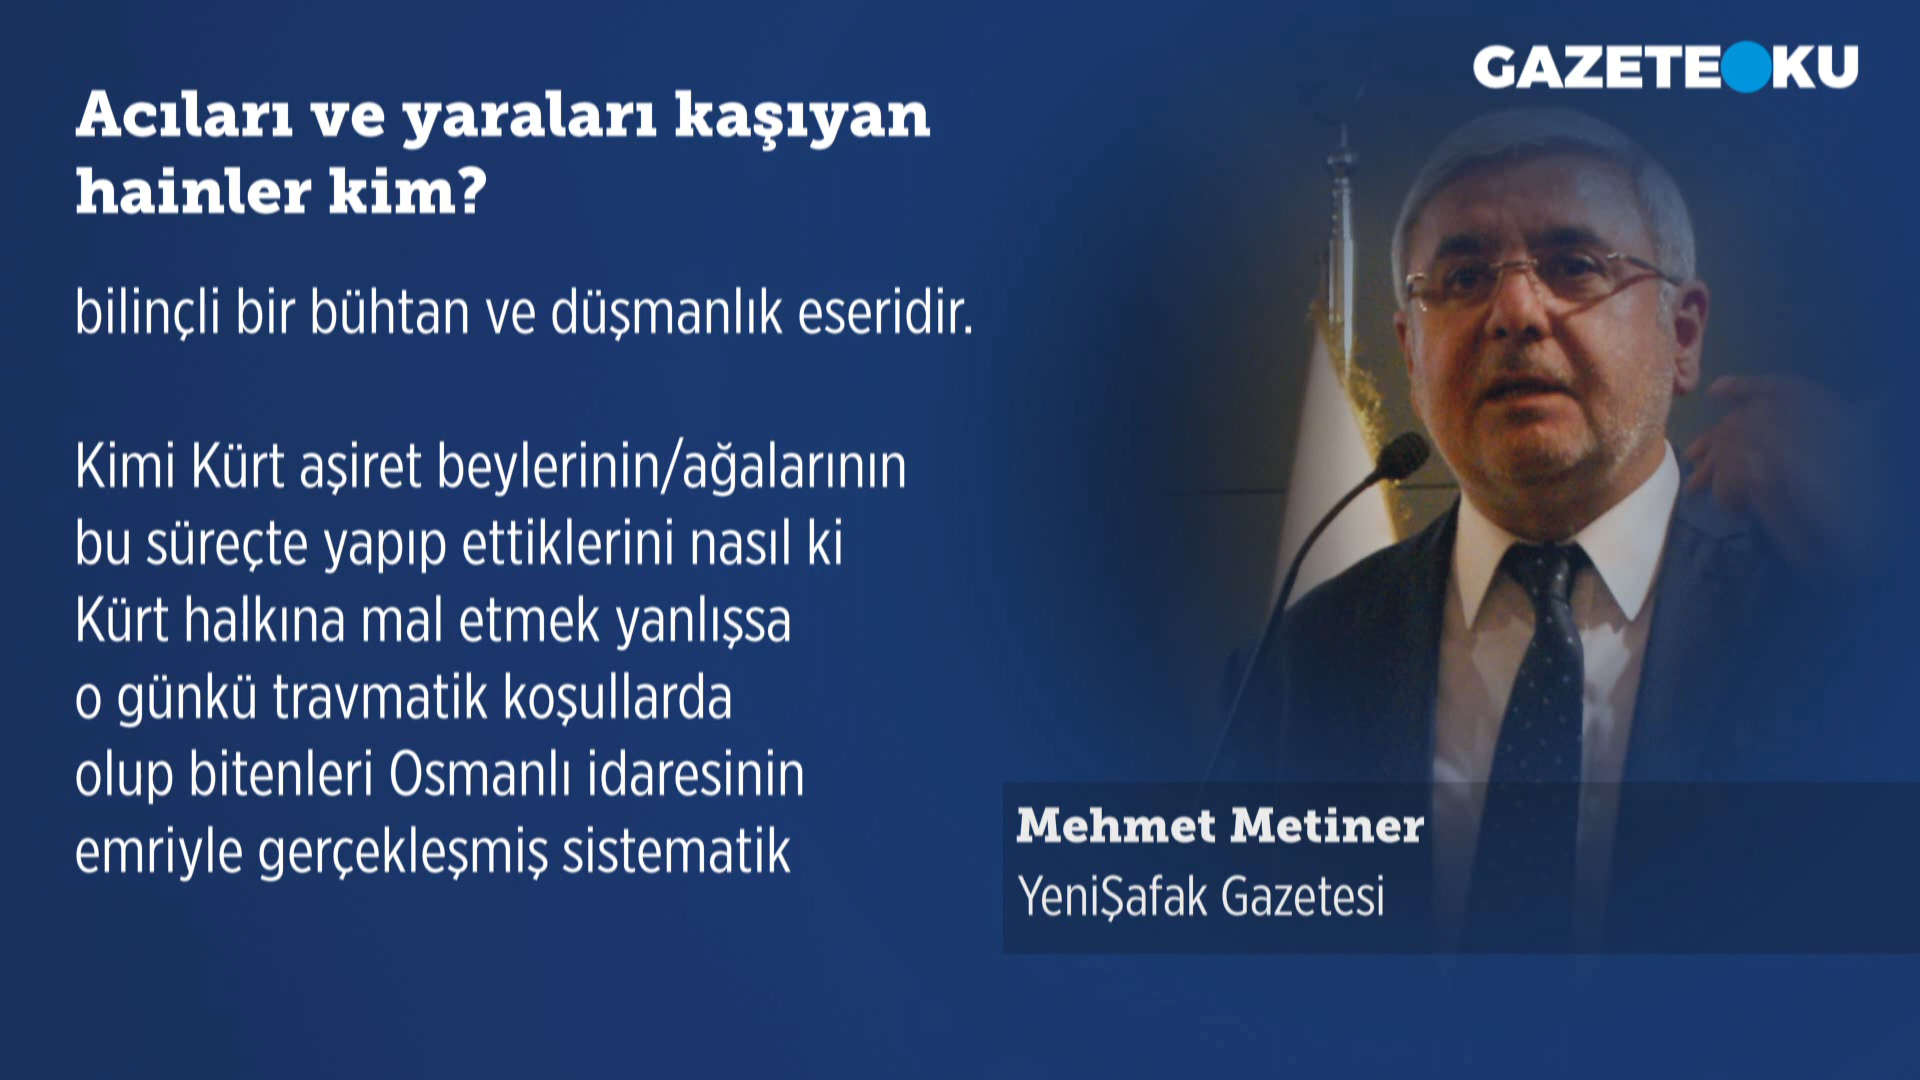 GAZETE OKU
Acıları ve yaraları kaşıyan
hainler kim?
bilinçli bir bühtan ve düşmanlık eseridir.
Kimi Kürt aşiret beylerinin/ağalarının
bu süreçte yapıp ettiklerini nasıl ki
Kürt halkına mal etmek yanlışsa
o günkü travmatik koşullarda
olup bitenleri Osmanlı idaresinin
emriyle gerçekleşmiş sistematik
Mehmet Metiner
YeniŞafak Gazetesi